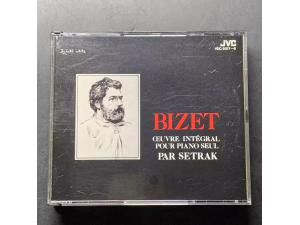 JVC
BIZET
ŒUVRE INTÉGRAL
POUR PIANO SEUL
PAR SETRAK